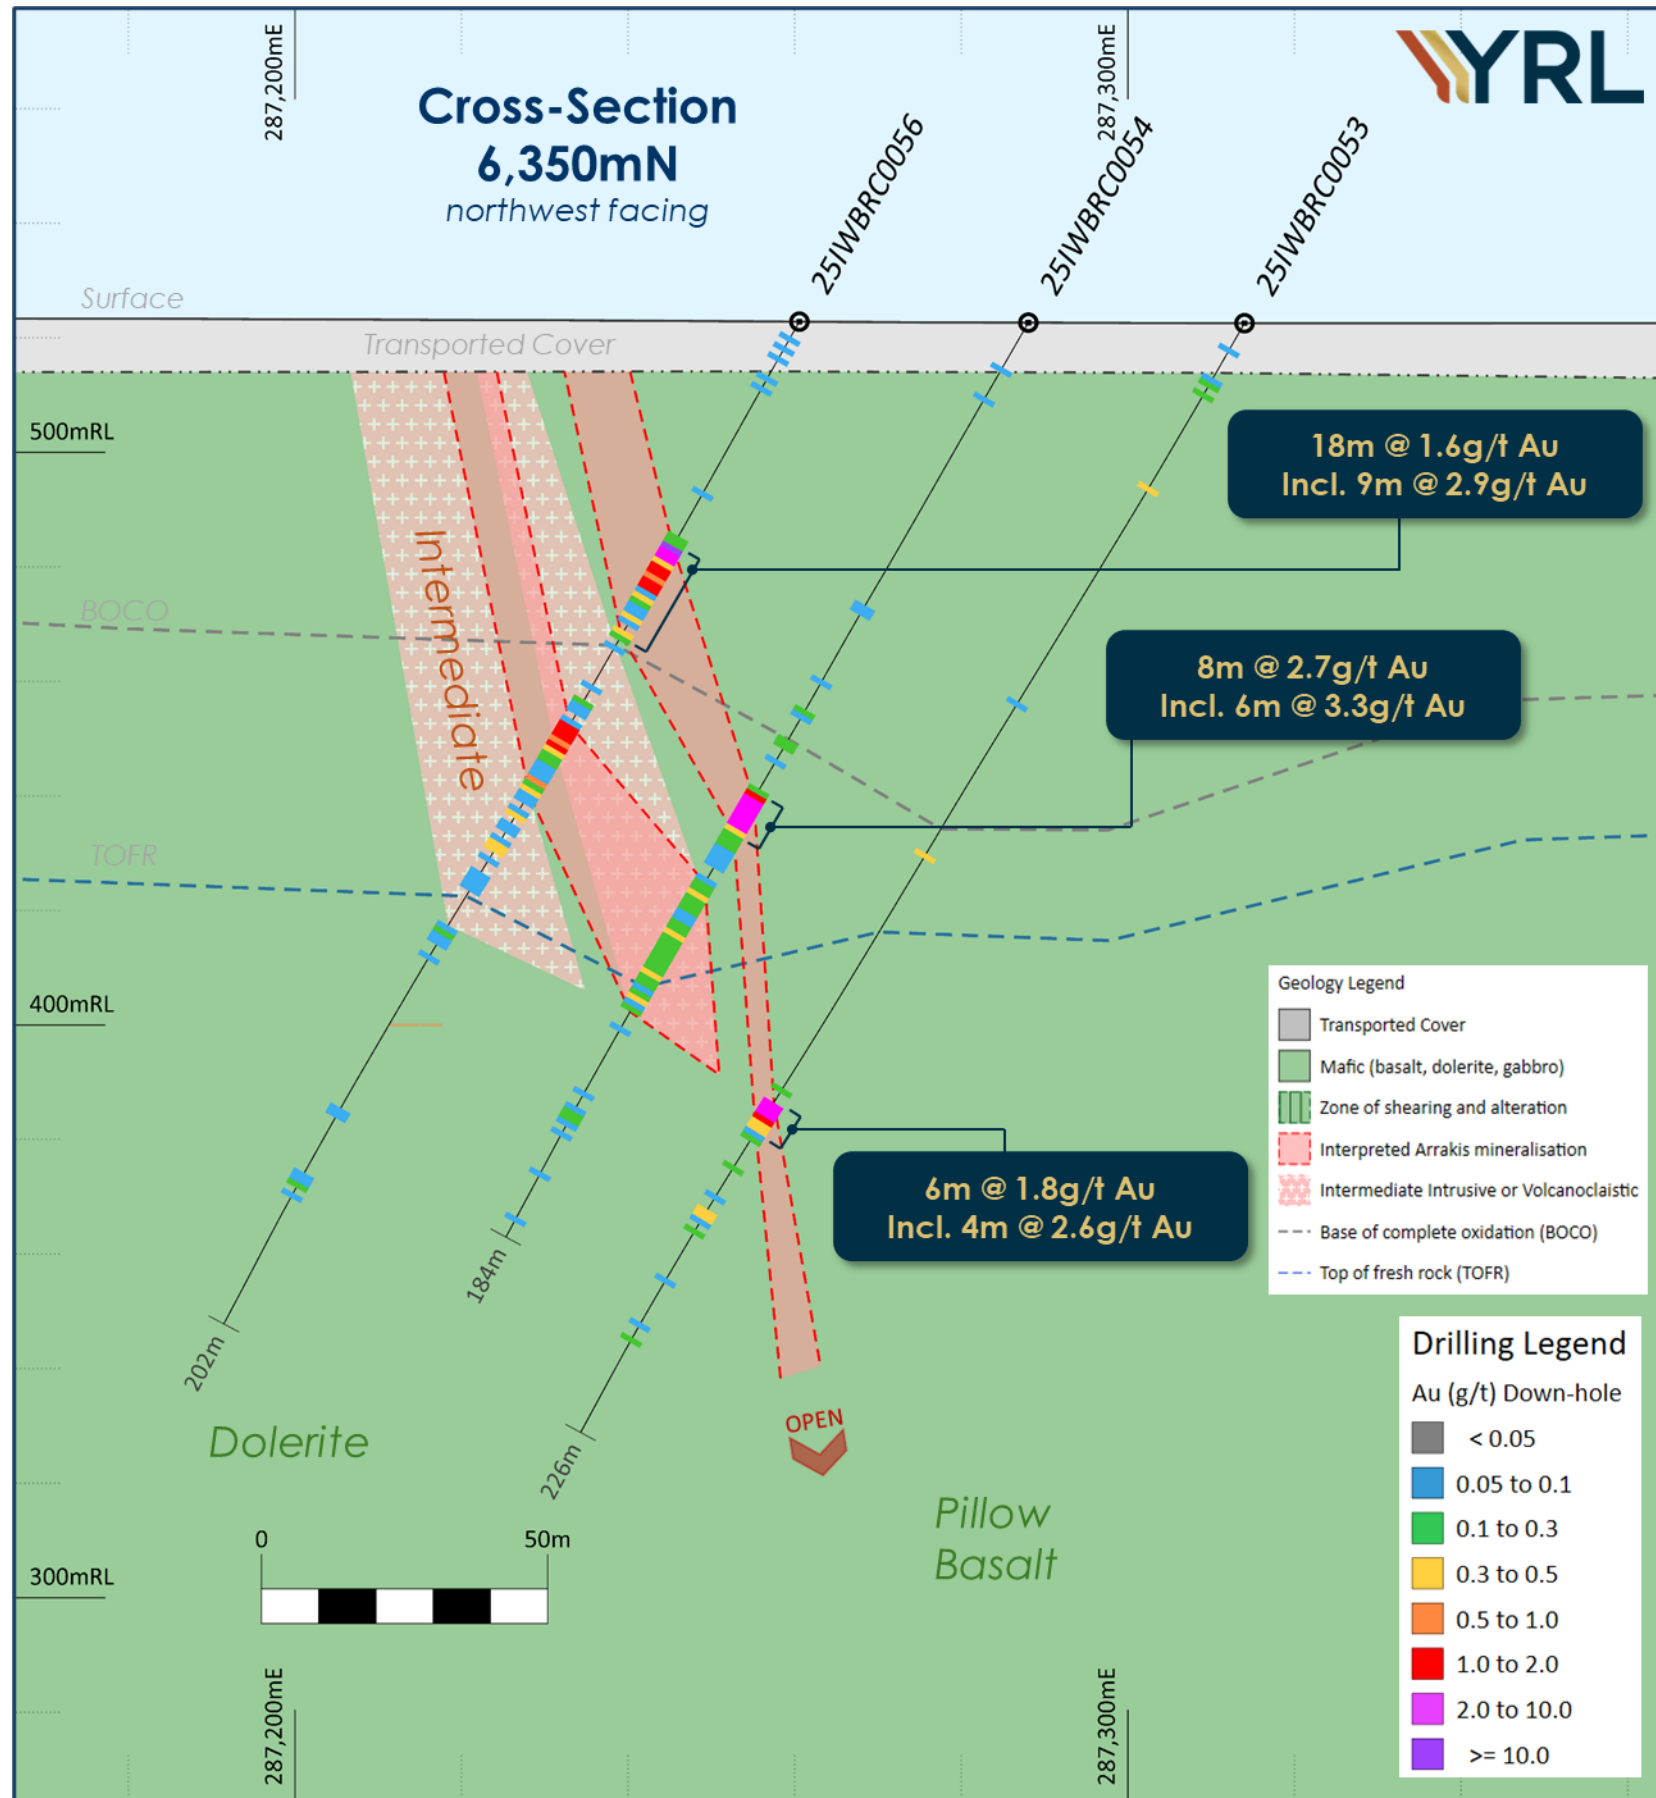 287,200mE
287,300mE
YRL
Cross-Section
6,350mN
northwest facing
25IWBRC0056
25IWBRC0054
25IWBRC0053
Surface
Transported Cover
500mRL
18m @ 1.6g/t Au
Incl. 9m @ 2.9g/t Au
Intermediate
BOCO
8m @ 2.7g/t Au
Incl. 6m @ 3.3g/t Au
TOFR
400mRL
Geology Legend
Transported Cover
Mafic (basalt, dolerite, gabbro)
Zone of shearing and alteration
Interpreted Arrakis mineralisation
Intermediate Intrusive or Volcanoclaistic
Base of complete oxidation (BOCO)
Top of fresh rock (TOFR)
6m @ 1.8g/t Au
Incl. 4m @ 2.6g/t Au
184m
202m
226m
OPEN
Dolerite
Pillow
Basalt
Drilling Legend
Au (g/t) Down-hole
< 0.05
0.05 to 0.1
0.1 to 0.3
0.3 to 0.5
0.5 to 1.0
1.0 to 2.0
2.0 to 10.0
>= 10.0
0 50m
300mRL
287,200mE
287,300mE